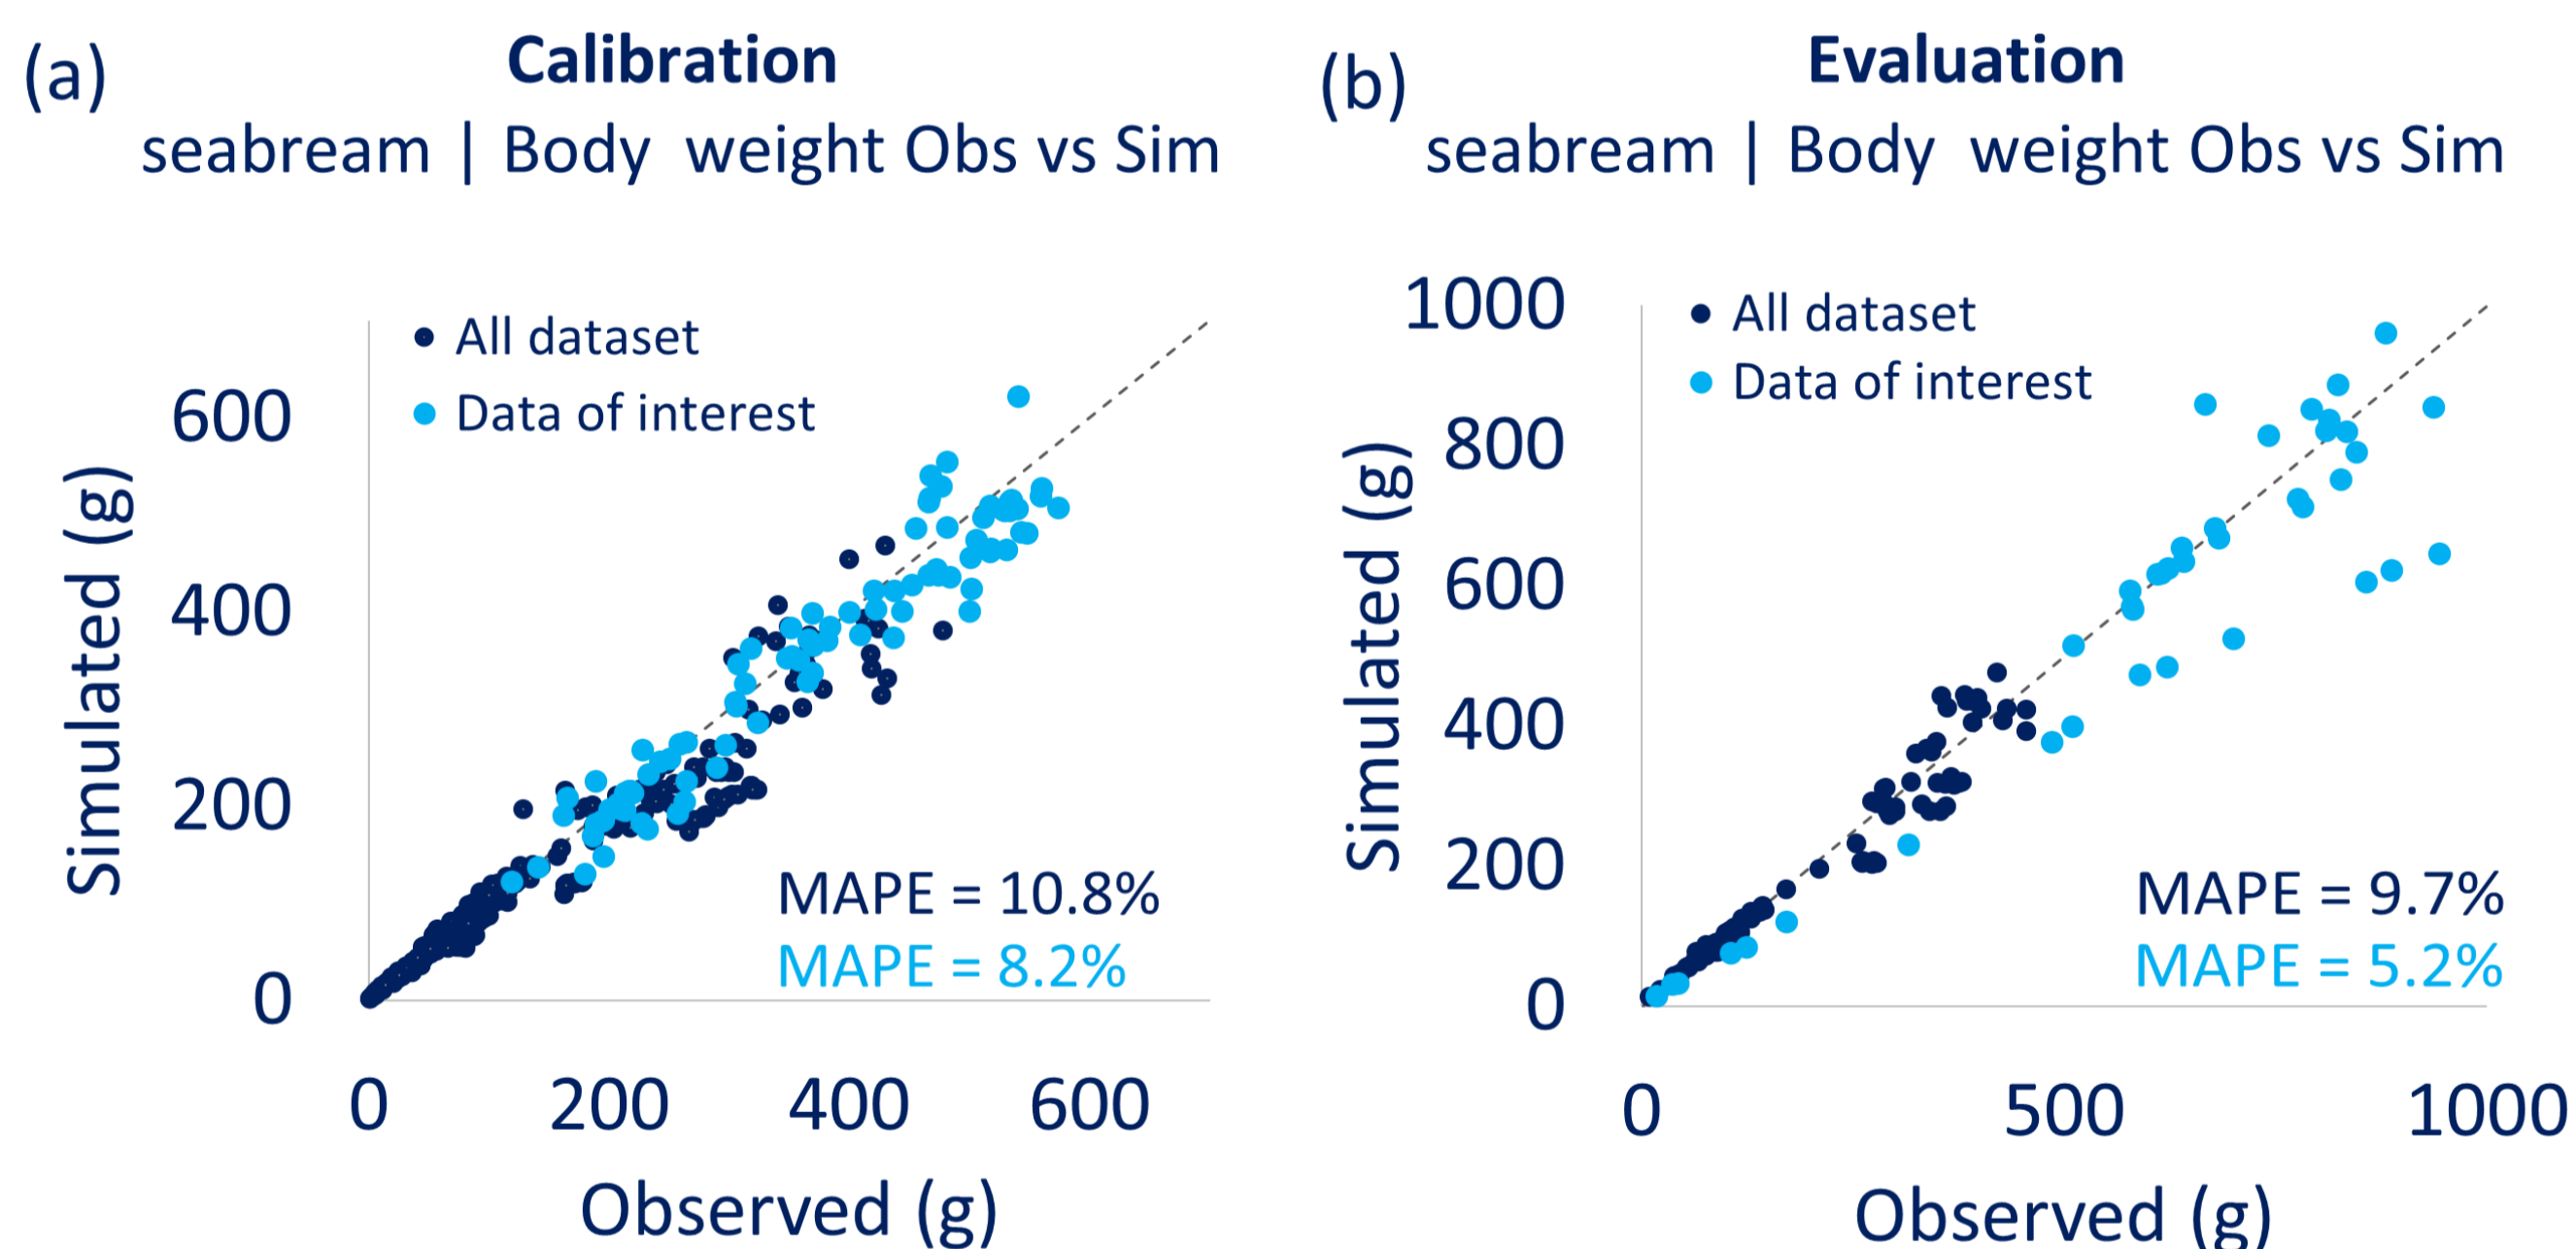 (a)
Calibration
seabream | Body weight Obs vs Sim
All dataset
Data of interest
600
400
200
0
Simulated (g)
MAPE = 10.8%
MAPE = 8.2%
0 200 400 600
Observed (g)
(b)
Evaluation
seabream | Body weight Obs vs Sim
All dataset
Data of interest
1000
800
600
400
200
0
Simulated (g)
MAPE = 9.7%
MAPE = 5.2%
0 500 1000
Observed (g)